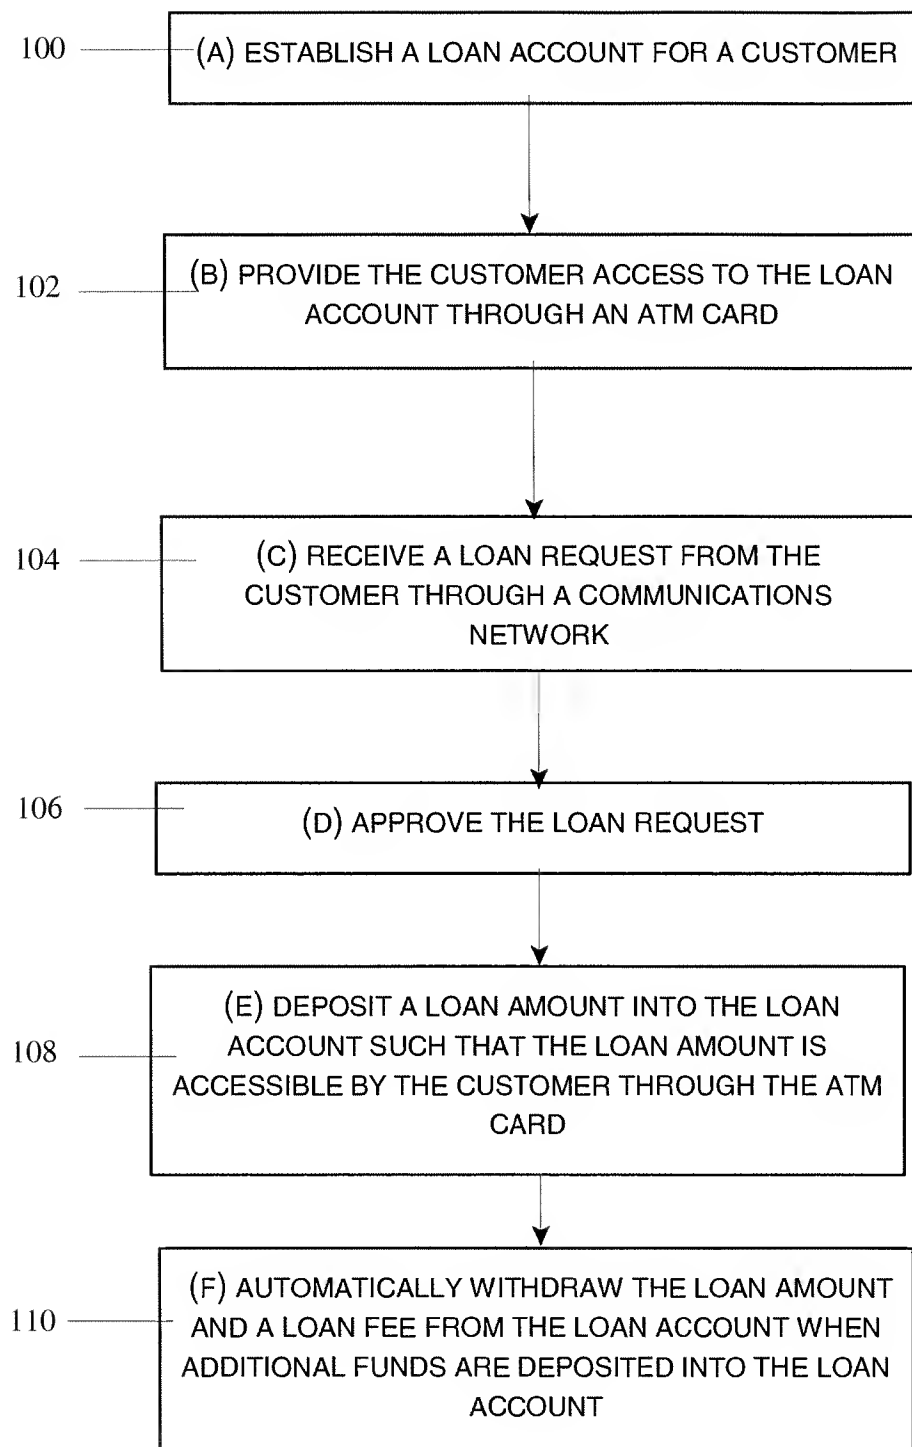 100
(A) ESTABLISH A LOAN ACCOUNT FOR A CUSTOMER
102
(B) PROVIDE THE CUSTOMER ACCESS TO THE LOAN
ACCOUNT THROUGH AN ATM CARD
104
(C) RECEIVE A LOAN REQUEST FROM THE
CUSTOMER THROUGH A COMMUNICATIONS
NETWORK
106
(D) APPROVE THE LOAN REQUEST
108
(E) DEPOSIT A LOAN AMOUNT INTO THE LOAN
ACCOUNT SUCH THAT THE LOAN AMOUNT IS
ACCESSIBLE BY THE CUSTOMER THROUGH THE ATM
CARD
110
(F) AUTOMATICALLY WITHDRAW THE LOAN AMOUNT
AND A LOAN FEE FROM THE LOAN ACCOUNT WHEN
ADDITIONAL FUNDS ARE DEPOSITED INTO THE LOAN
ACCOUNT